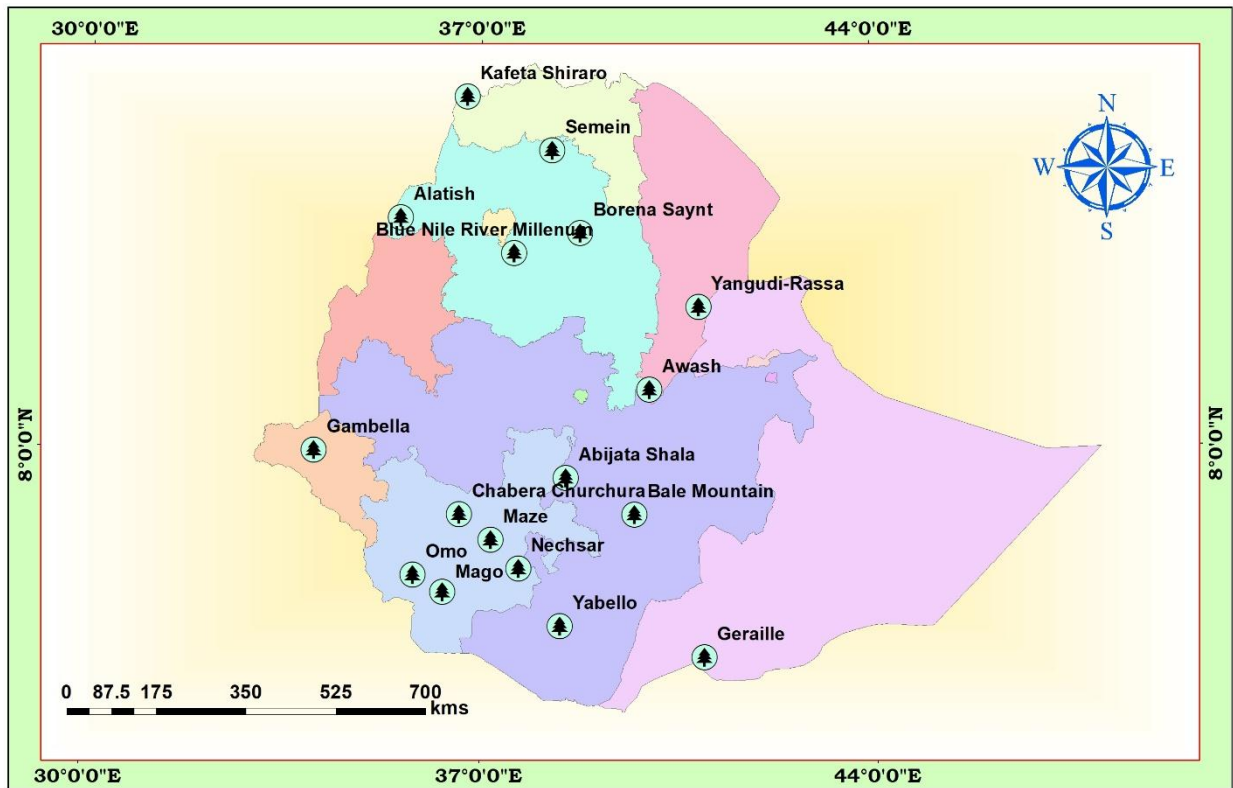 30°0'0"E 37°0'0"E 44°0'0"E
Kafeta Shiraro
N
Semein
W E
Alatish
Borena Saynt
Blue Nile River Millenum
S
Yangudi-Rassa
Awash
Gambella
8°0'0"N 8°0'0"N
Abijata Shala
Chabera Churchura Bale Mountain
Maze
Nechsar
Omo
Mago
Yabello
Geraille
0 87.5 175 350 525 700
kms
30°0'0"E 37°0'0"E 44°0'0"E